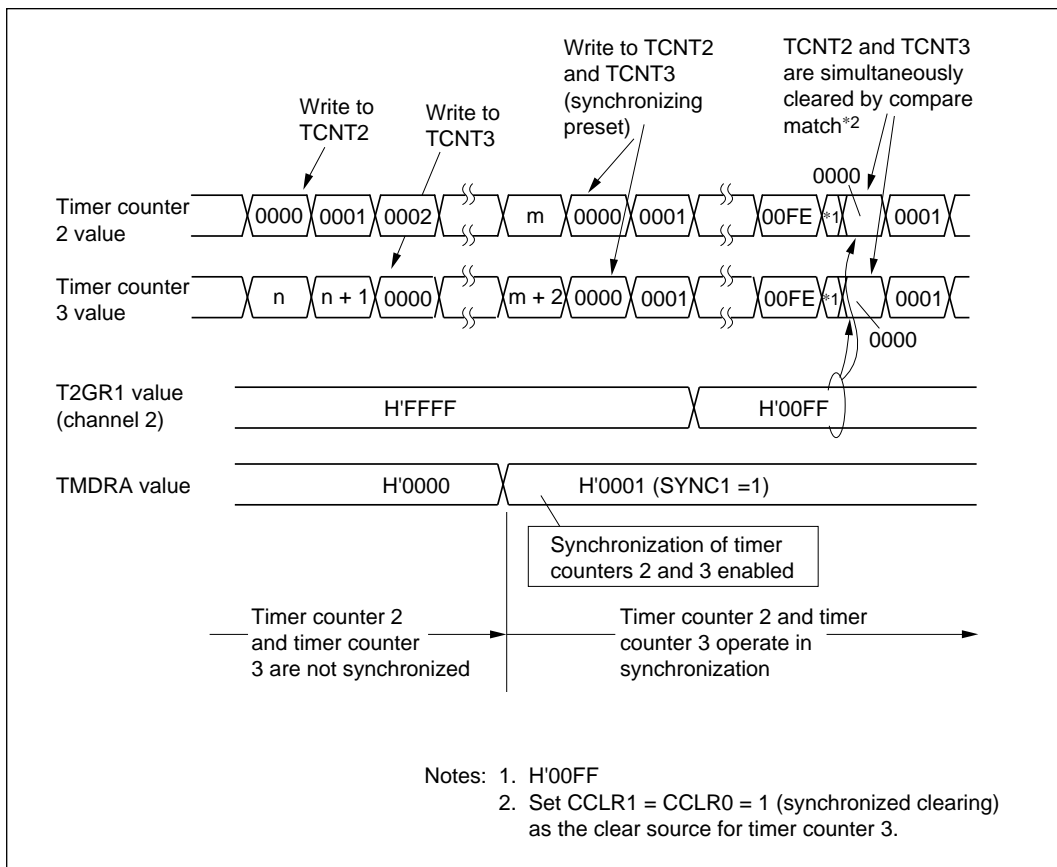 Write to TCNT2
and TCNT3
(synchronizing
preset)
TCNT2 and TCNT3
are simultaneously
cleared by compare
match*2
Write to
TCNT2
Write to
TCNT3
0000
Timer counter
2 value
0000 0001 0002 m 0000 0001 00FE *1 0001
Timer counter
3 value
n n + 1 0000 m + 2 0000 0001 00FE *1 0001
0000
T2GR1 value
(channel 2)
H'FFFF H'00FF
TMDRA value H'0000 H'0001 (SYNC1 =1)
Synchronization of timer
counters 2 and 3 enabled
Timer counter 2
and timer counter
3 are not synchronized
Timer counter 2 and timer
counter 3 operate in
synchronization
Notes: 1. H'00FF
2. Set CCLR1 = CCLR0 = 1 (synchronized clearing)
as the clear source for timer counter 3.